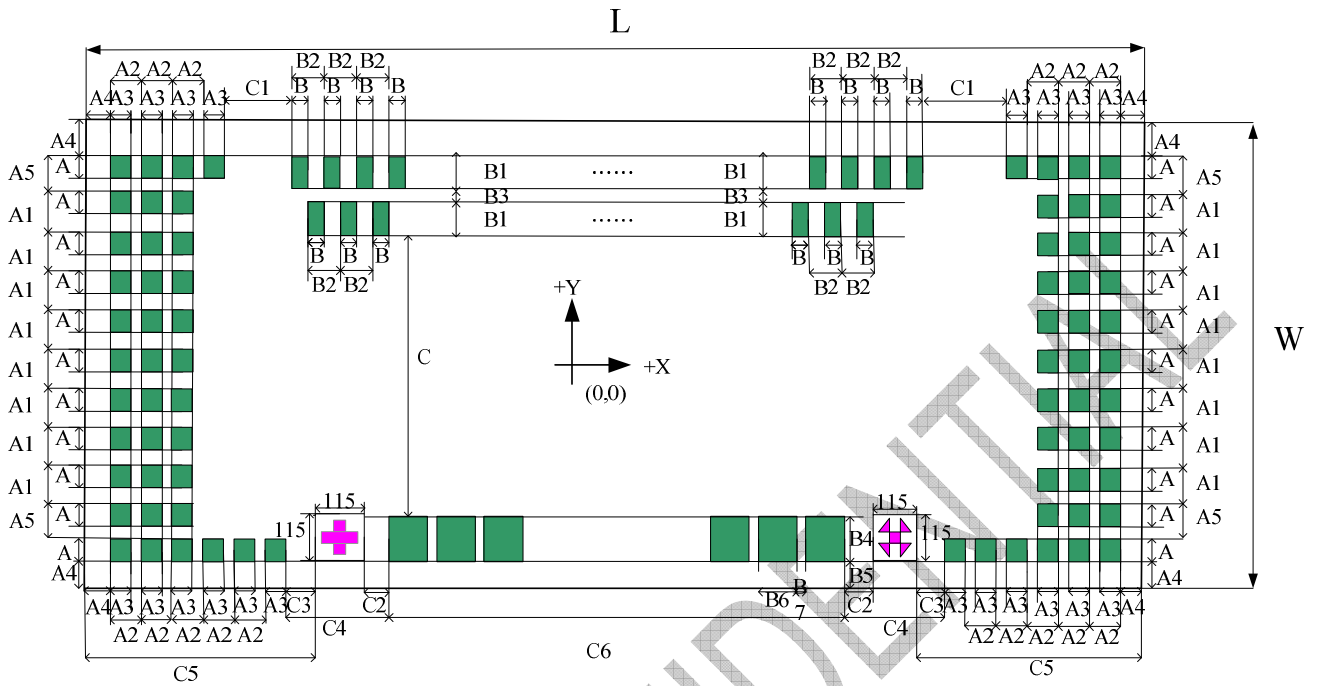 L
B2 B2 B2 B2 B2 B2
A2 A2 A2 C1 B B B B B B B B C1 A2 A2 A2
A4 A3 A3 A3 A3 A3 A3 A3 A3 A4
A4 A4
A5 A B1 ...... B1 A A5
B3 B3
A1 A B1 ...... B1 A A1
A1 A B B B B B B A A1
B2 B2 B2 B2
A1 A +Y A A1
A1 A A A1
W
A1 A C +X A A1
(0,0)
A1 A A A1
A1 A A A1
A1 A A A1
A5 A 115 115 A A5
115 115
A B4 A
A4 B5 A4
A4 A3 A3 A3 A3 A3 A3 C3 C2 B6 B7 C2 C3 A3 A3 A3 A3 A3 A3 A4
A2 A2 A2 A2 A2 C4 C4 A2 A2 A2 A2 A2
C5 C6 C5
DENTIAL